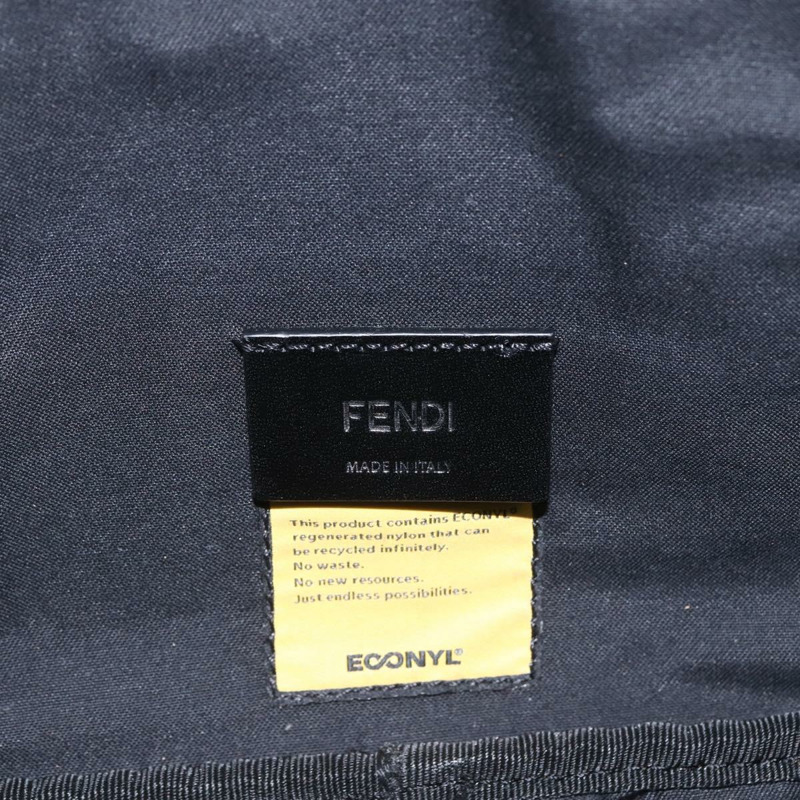 FENDI
MADE IN ITALY
This product contains ECONYL®
regenerated nylon that can
be recycled infinitely.
No waste.
No new resources.
Just endless possibilities.
ECONYL®